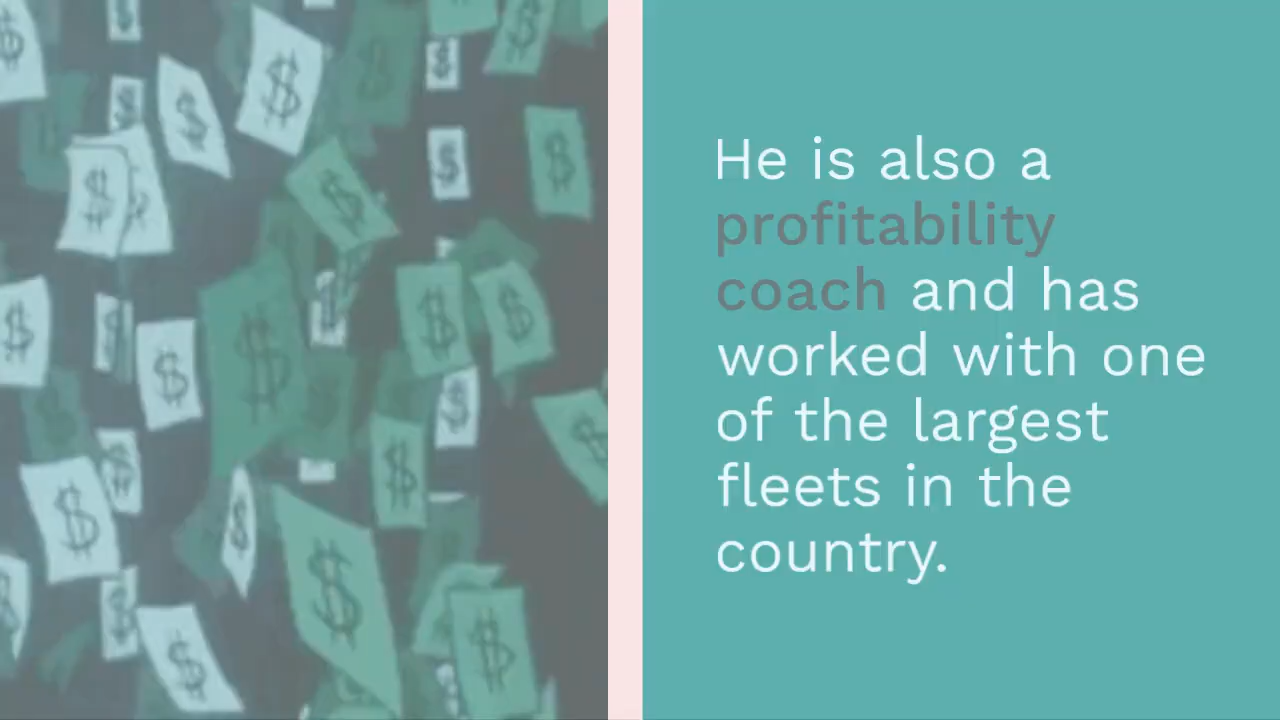 He is also a
profitability
coach and has
worked with one
of the largest
fleets in the
country.